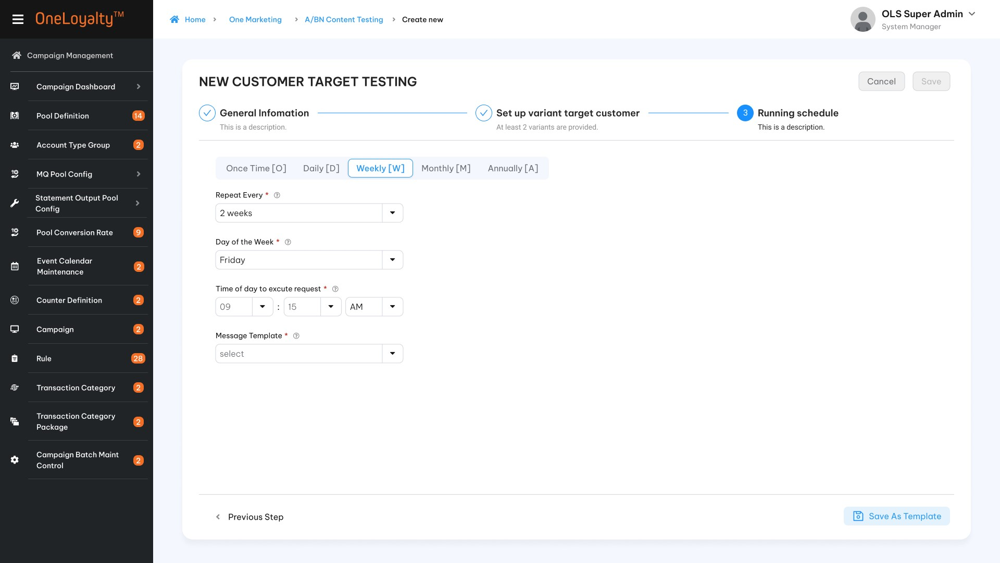 OneLoyalty™
Home
One Marketing
A/BN Content Testing
Create new
OLS Super Admin
System Manager
Campaign Management
Campaign Dashboard
Pool Definition 14
Account Type Group 2
MQ Pool Config
Statement Output Pool
Config
Pool Conversion Rate 9
Event Calendar
Maintenance 2
Counter Definition 2
Campaign 2
Rule 28
Transaction Category 2
Transaction Category
Package 2
Campaign Batch Maint
Control 2
NEW CUSTOMER TARGET TESTING
Cancel
Save
General Infomation
This is a description.
Set up variant target customer
At least 2 variants are provided.
3 Running schedule
This is a description.
Once Time [O] Daily [D] Weekly [W] Monthly [M] Annually [A]
Repeat Every *
2 weeks
Day of the Week *
Friday
Time of day to excute request *
09 : 15 AM
Message Template *
select
Previous Step
Save As Template